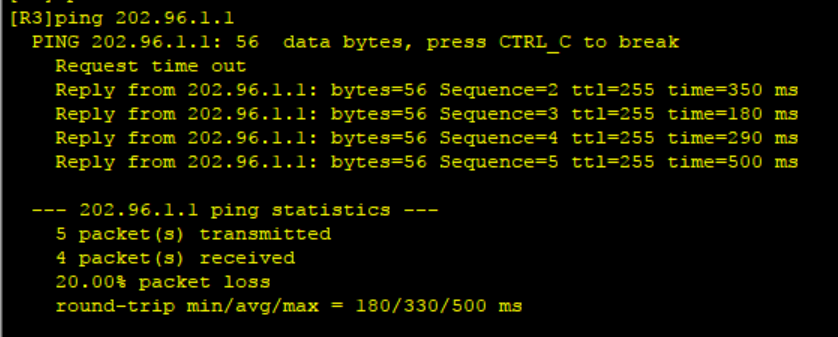 [R3]ping 202.96.1.1
PING 202.96.1.1: 56  data bytes, press CTRL_C to break
Request time out
Reply from 202.96.1.1: bytes=56 Sequence=2 ttl=255 time=350 ms
Reply from 202.96.1.1: bytes=56 Sequence=3 ttl=255 time=180 ms
Reply from 202.96.1.1: bytes=56 Sequence=4 ttl=255 time=290 ms
Reply from 202.96.1.1: bytes=56 Sequence=5 ttl=255 time=500 ms
--- 202.96.1.1 ping statistics ---
5 packet(s) transmitted
4 packet(s) received
20.00% packet loss
round-trip min/avg/max = 180/330/500 ms